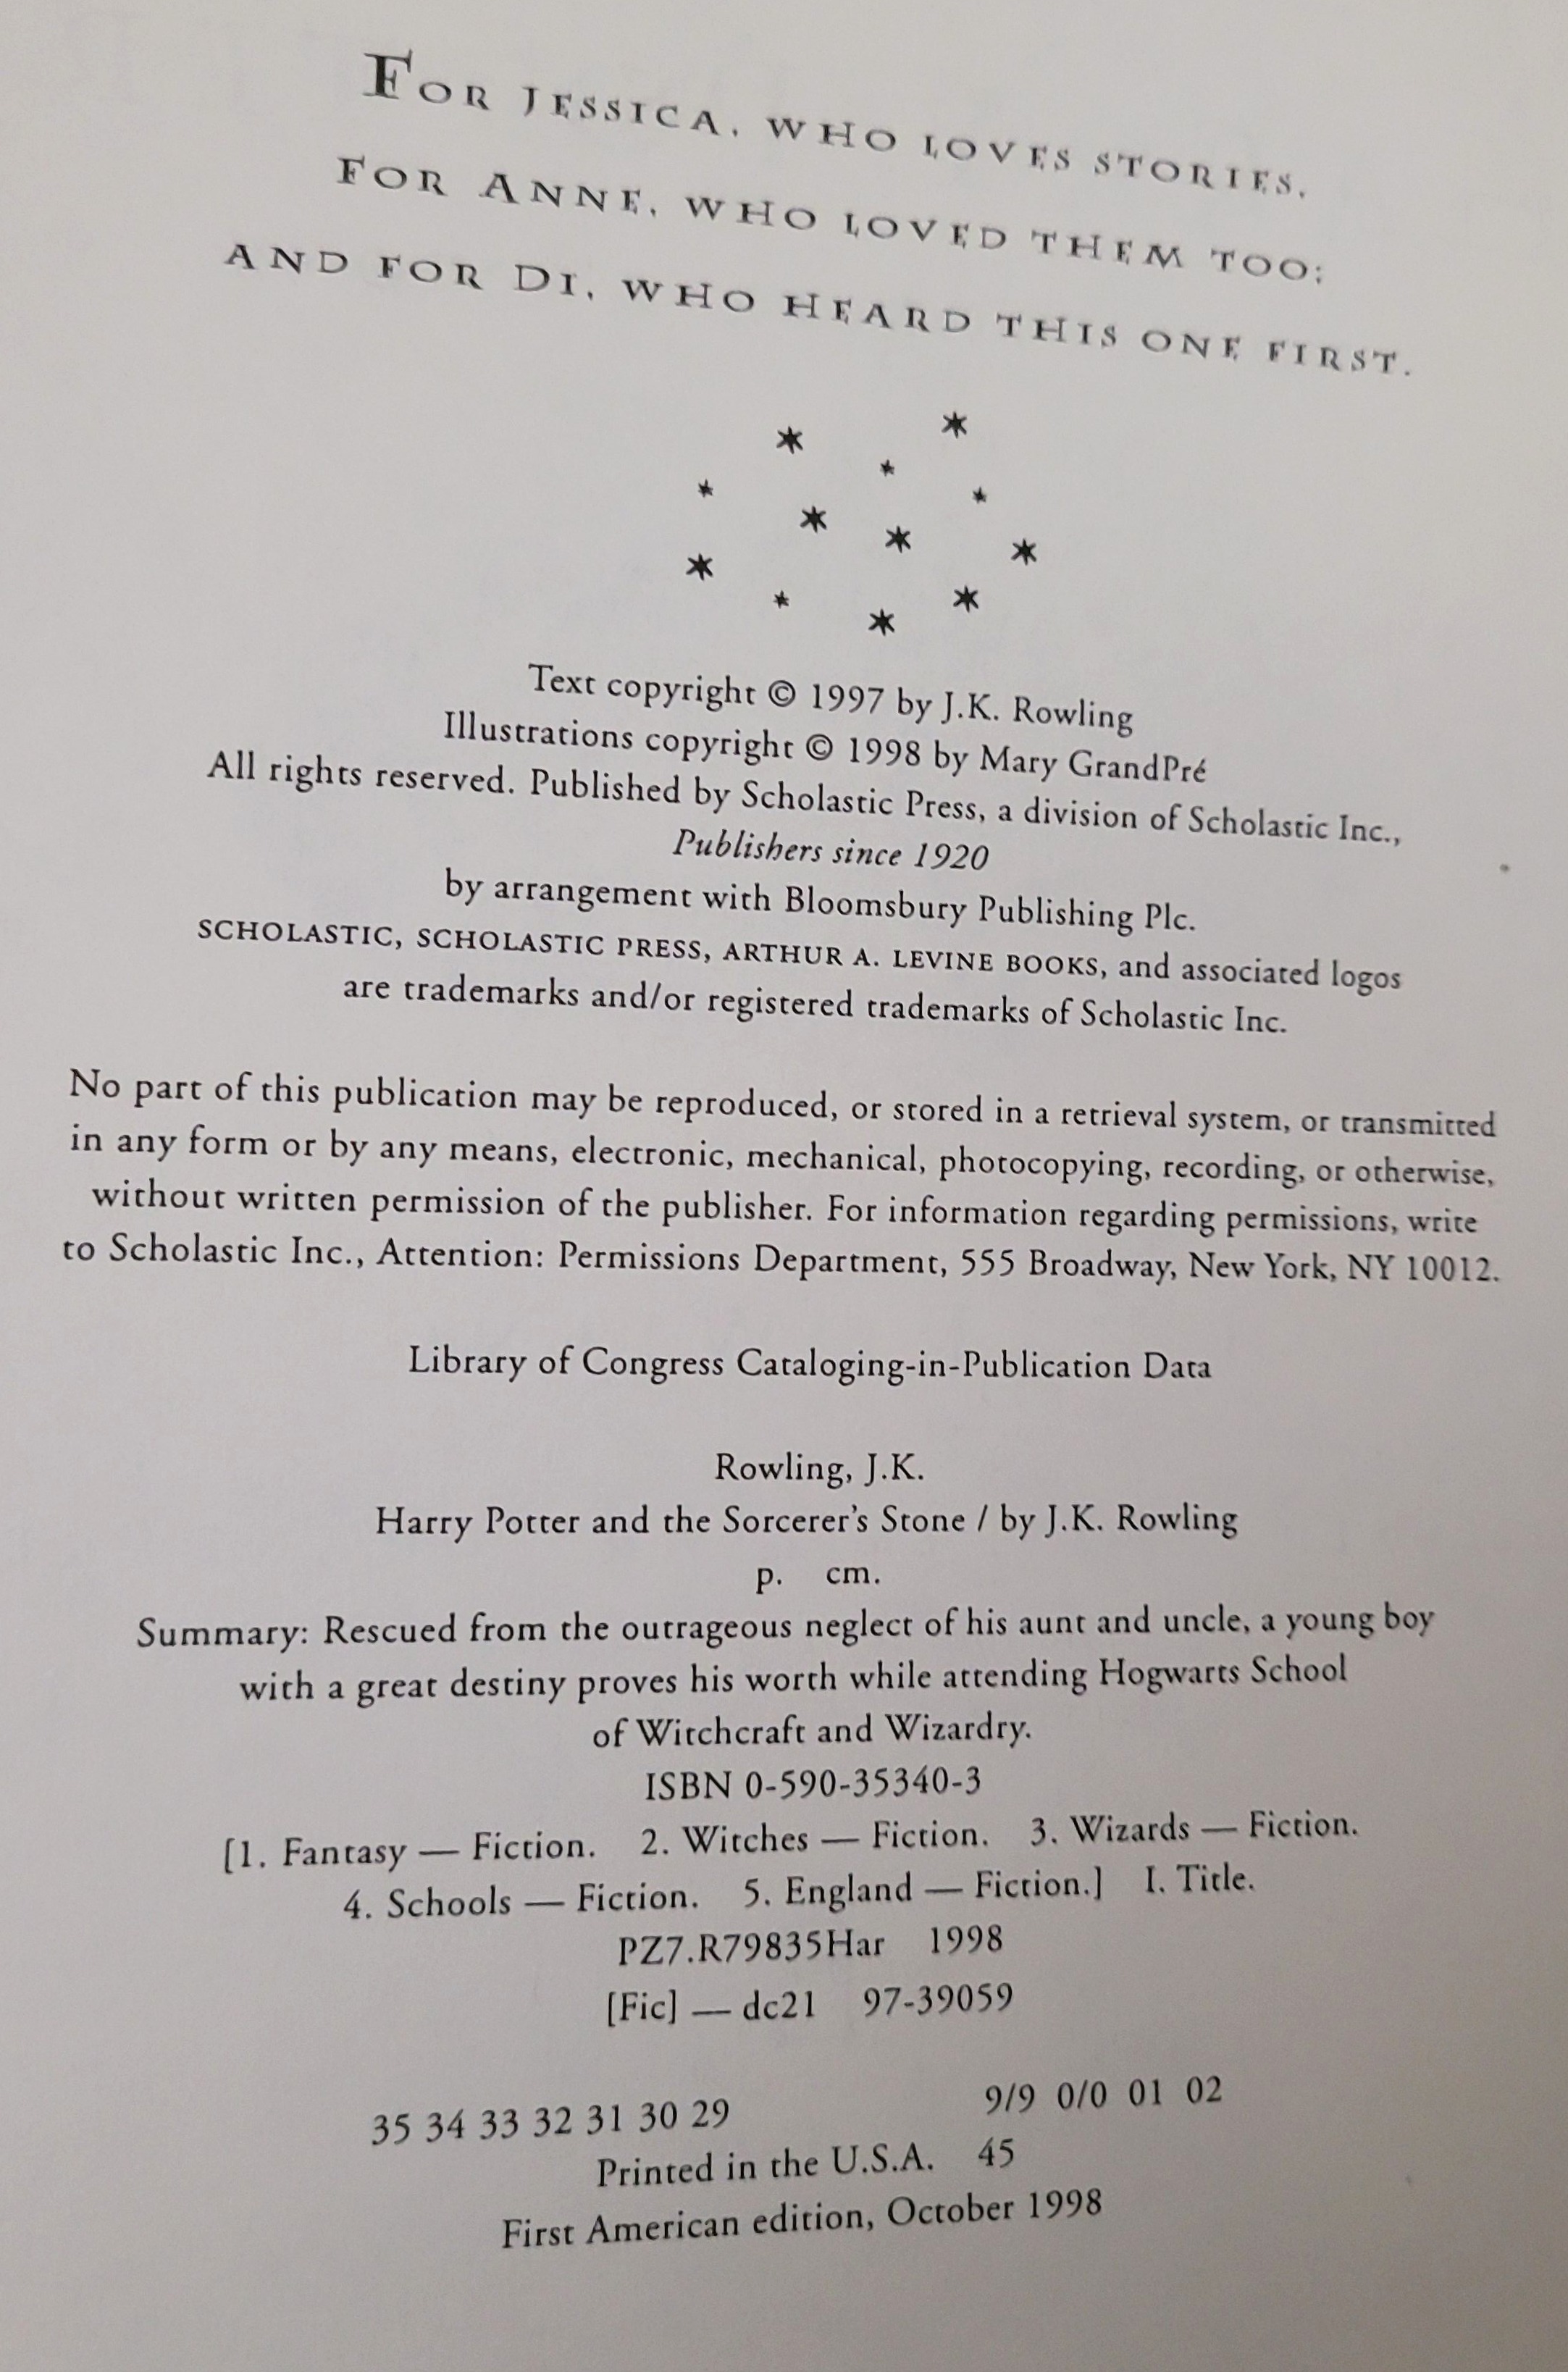 FOR JESSICA, WHO LOVES STORIES,
FOR ANNE, WHO LOVED THEM TOO;
AND FOR DI, WHO HEARD THIS ONE FIRST.
Text copyright © 1997 by J.K. Rowling
Illustrations copyright © 1998 by Mary GrandPré
All rights reserved. Published by Scholastic Press, a division of Scholastic Inc.,
Publishers since 1920
by arrangement with Bloomsbury Publishing Plc.
SCHOLASTIC, SCHOLASTIC PRESS, ARTHUR A. LEVINE BOOKS, and associated logos
are trademarks and/or registered trademarks of Scholastic Inc.
No part of this publication may be reproduced, or stored in a retrieval system, or transmitted
in any form or by any means, electronic, mechanical, photocopying, recording, or otherwise,
without written permission of the publisher. For information regarding permissions, write
to Scholastic Inc., Attention: Permissions Department, 555 Broadway, New York, NY 10012.
Library of Congress Cataloging-in-Publication Data
Rowling, J.K.
Harry Potter and the Sorcerer's Stone / by J.K. Rowling
p. cm.
Summary: Rescued from the outrageous neglect of his aunt and uncle, a young boy
with a great destiny proves his worth while attending Hogwarts School
of Witchcraft and Wizardry.
ISBN 0-590-35340-3
[1. Fantasy — Fiction. 2. Witches — Fiction. 3. Wizards — Fiction.
4. Schools — Fiction. 5. England — Fiction.] I. Title.
PZ7.R79835Har 1998
[Fic] — dc21 97-39059
35 34 33 32 31 30 29 9/9 0/0 01 02
Printed in the U.S.A. 45
First American edition, October 1998